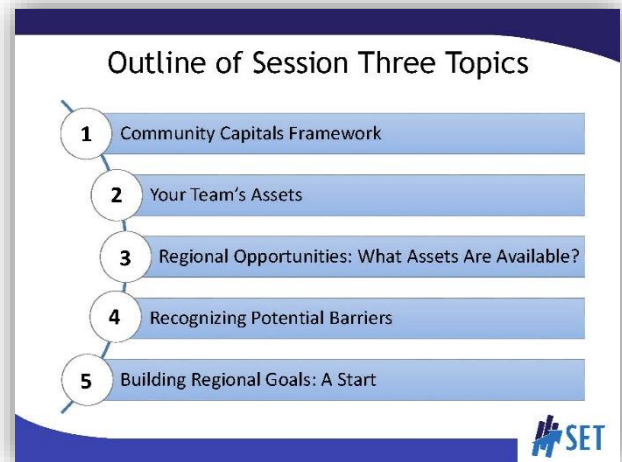 Outline of Session Three Topics
1 Community Capitals Framework
2 Your Team's Assets
3 Regional Opportunities: What Assets Are Available?
4 Recognizing Potential Barriers
5 Building Regional Goals: A Start
SET